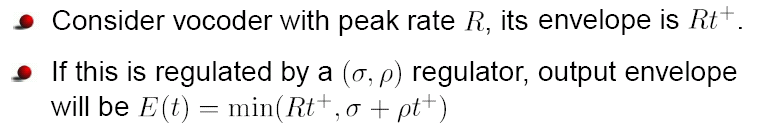 Consider vocoder with peak rate R, its envelope is Rt⁺.
If this is regulated by a (σ, ρ) regulator, output envelope
will be E(t) = min(Rt⁺, σ + ρt⁺)